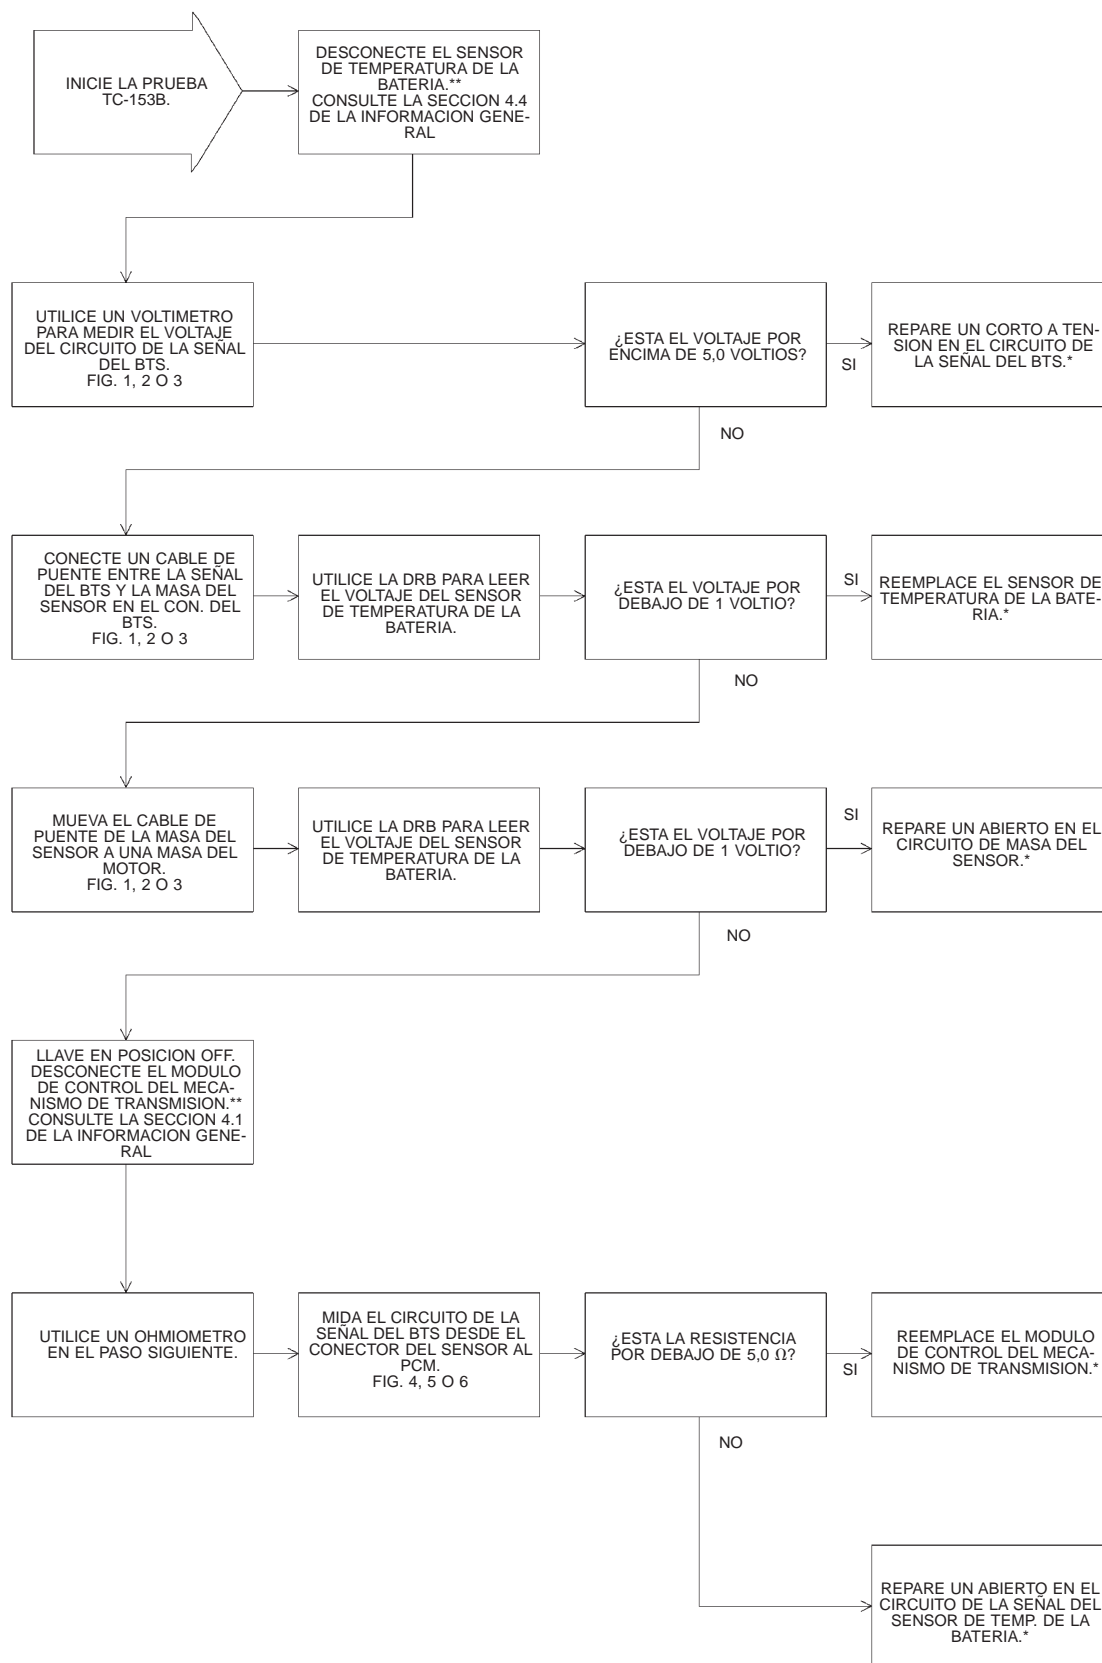 INICIE LA PRUEBA
TC-153B.
DESCONECTE EL SENSOR
DE TEMPERATURA DE LA
BATERIA.**
CONSULTE LA SECCION 4.4
DE LA INFORMACION GENE-
RAL
UTILICE UN VOLTIMETRO
PARA MEDIR EL VOLTAJE
DEL CIRCUITO DE LA SEÑAL
DEL BTS.
FIG. 1, 2 O 3
¿ESTA EL VOLTAJE POR
ENCIMA DE 5,0 VOLTIOS?
SI
REPARE UN CORTO A TEN-
SION EN EL CIRCUITO DE
LA SEÑAL DEL BTS.*
NO
CONECTE UN CABLE DE
PUENTE ENTRE LA SEÑAL
DEL BTS Y LA MASA DEL
SENSOR EN EL CON. DEL
BTS.
FIG. 1, 2 O 3
UTILICE LA DRB PARA LEER
EL VOLTAJE DEL SENSOR
DE TEMPERATURA DE LA
BATERIA.
¿ESTA EL VOLTAJE POR
DEBAJO DE 1 VOLTIO?
SI
REEMPLACE EL SENSOR DE
TEMPERATURA DE LA BATE-
RIA.*
NO
MUEVA EL CABLE DE
PUENTE DE LA MASA DEL
SENSOR A UNA MASA DEL
MOTOR.
FIG. 1, 2 O 3
UTILICE LA DRB PARA LEER
EL VOLTAJE DEL SENSOR
DE TEMPERATURA DE LA
BATERIA.
¿ESTA EL VOLTAJE POR
DEBAJO DE 1 VOLTIO?
SI
REPARE UN ABIERTO EN EL
CIRCUITO DE MASA DEL
SENSOR.*
NO
LLAVE EN POSICION OFF.
DESCONECTE EL MODULO
DE CONTROL DEL MECA-
NISMO DE TRANSMISION.**
CONSULTE LA SECCION 4.1
DE LA INFORMACION GENE-
RAL
UTILICE UN OHMIOMETRO
EN EL PASO SIGUIENTE.
MIDA EL CIRCUITO DE LA
SEÑAL DEL BTS DESDE EL
CONECTOR DEL SENSOR AL
PCM.
FIG. 4, 5 O 6
¿ESTA LA RESISTENCIA
POR DEBAJO DE 5,0 Ω?
SI
REEMPLACE EL MODULO
DE CONTROL DEL MECA-
NISMO DE TRANSMISION.*
NO
REPARE UN ABIERTO EN EL
CIRCUITO DE LA SEÑAL DEL
SENSOR DE TEMP. DE LA
BATERIA.*